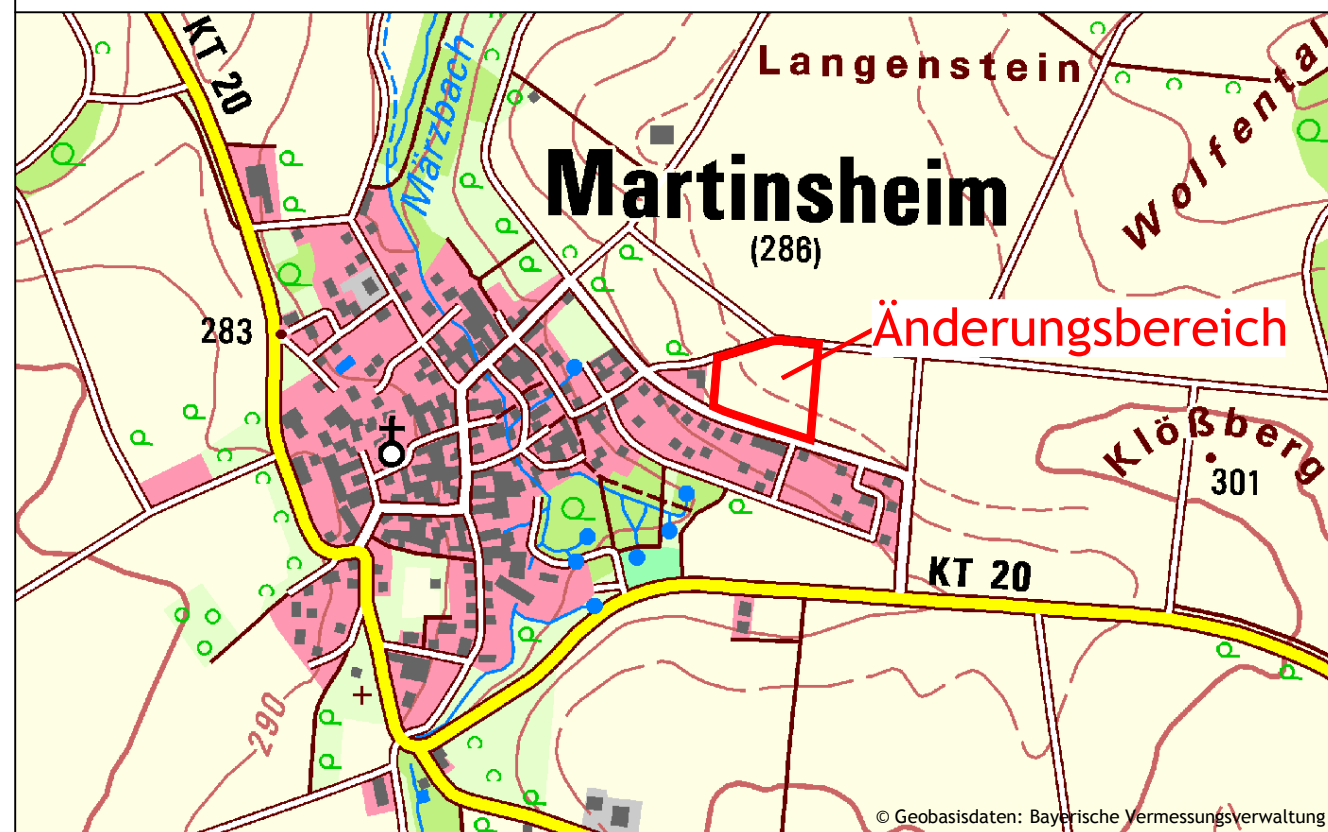 KT 20
Märzbach
Langenstein
Wolfental
Martinsheim
(286)
283
Änderungsbereich
Klößberg
301
KT 20
290
© Geobasisdaten: Bayerische Vermessungsverwaltung